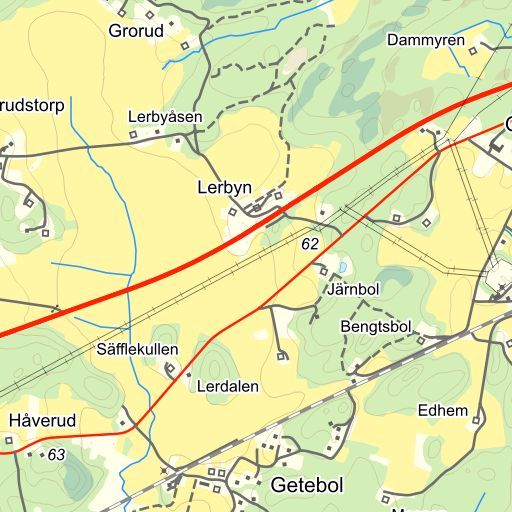 Grorud
Dammyren
rudstorp
Lerbyåsen
Lerbyn
62
Järnbol
Bengtsbol
Säfflekullen
Lerdalen
Edhem
Håverud
63
Getebol